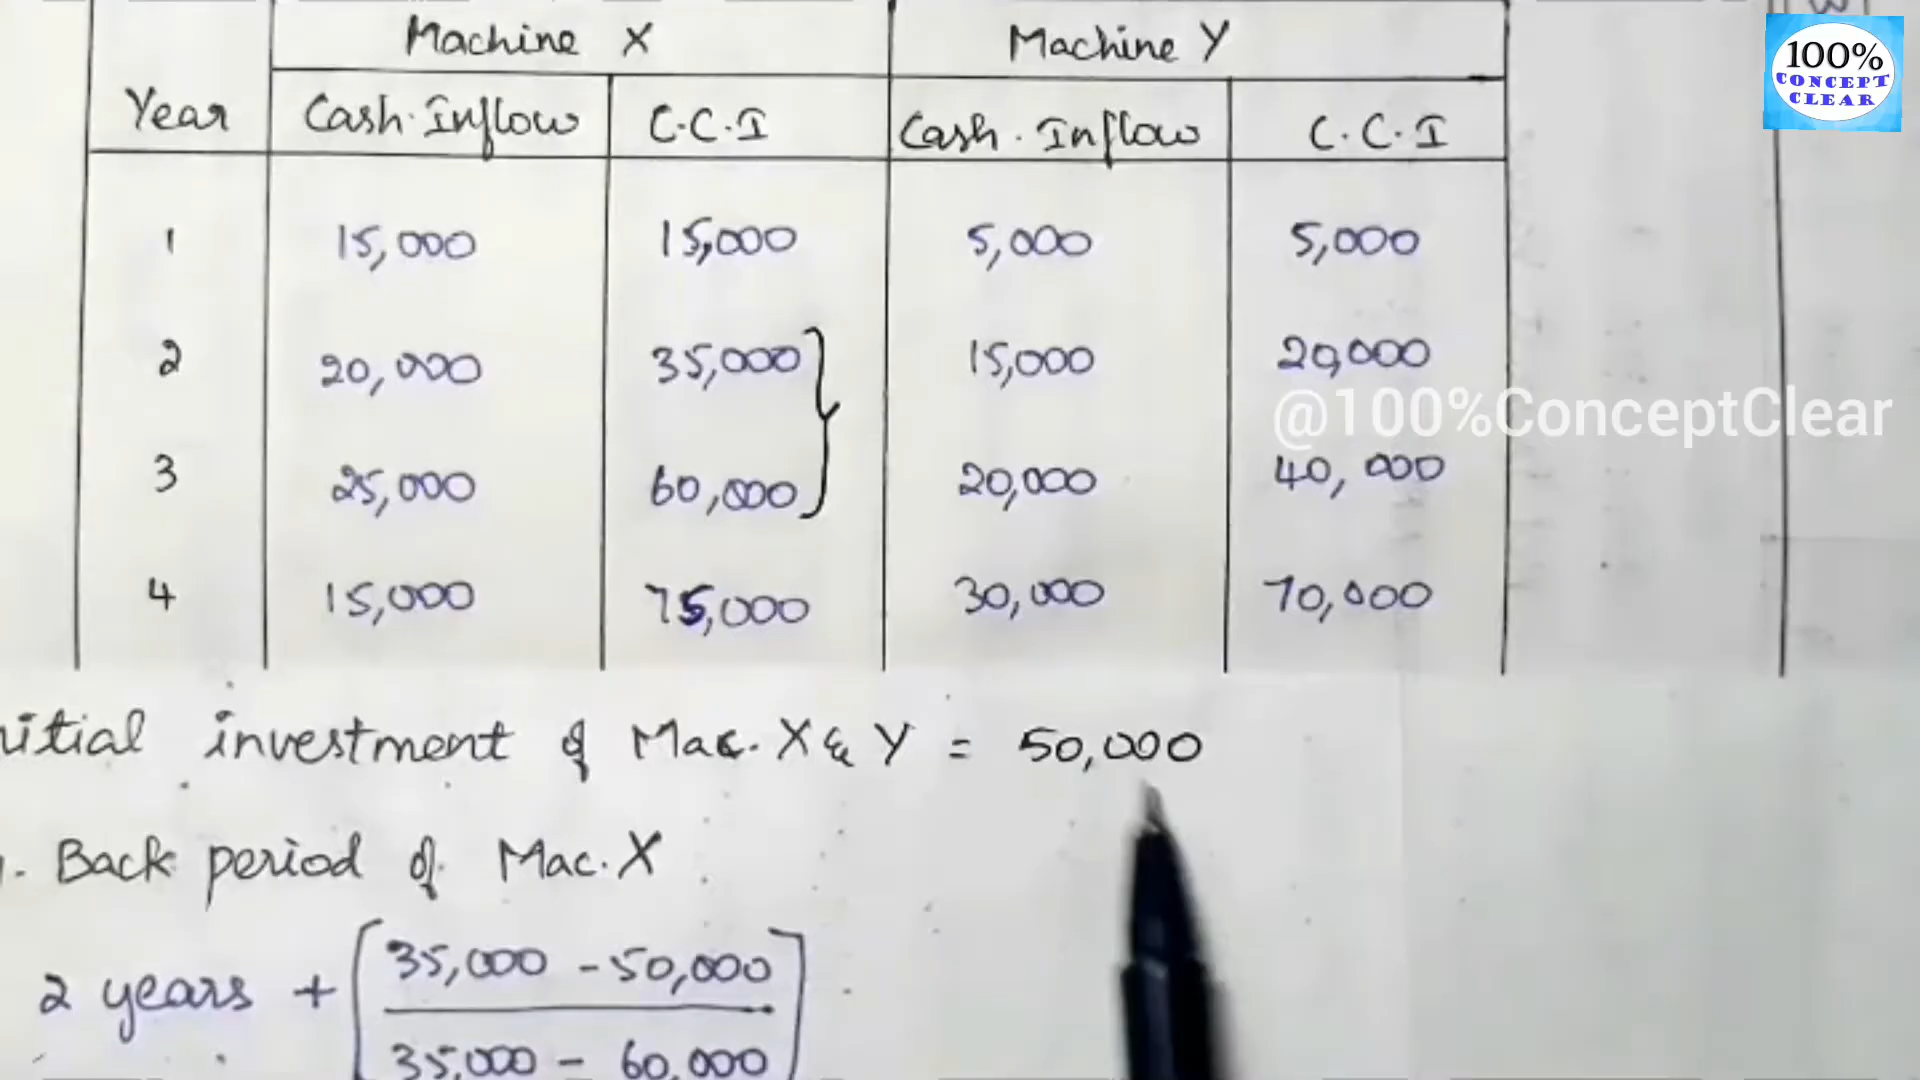 Machine X Machine Y
Year Cash. Inflow C.C.I Cash. Inflow C.C.I
1 15,000 15,000 5,000 5,000
2 20,000 35,000 15,000 20,000
3 25,000 60,000 20,000 40,000
4 15,000 75,000 30,000 70,000
nitial investment of Mac. X & Y = 50,000
. Back period of Mac. X
2 years + [35,000 - 50,000
35,000 - 60,000]
100%
CONCEPT
CLEAR
@100%ConceptClear